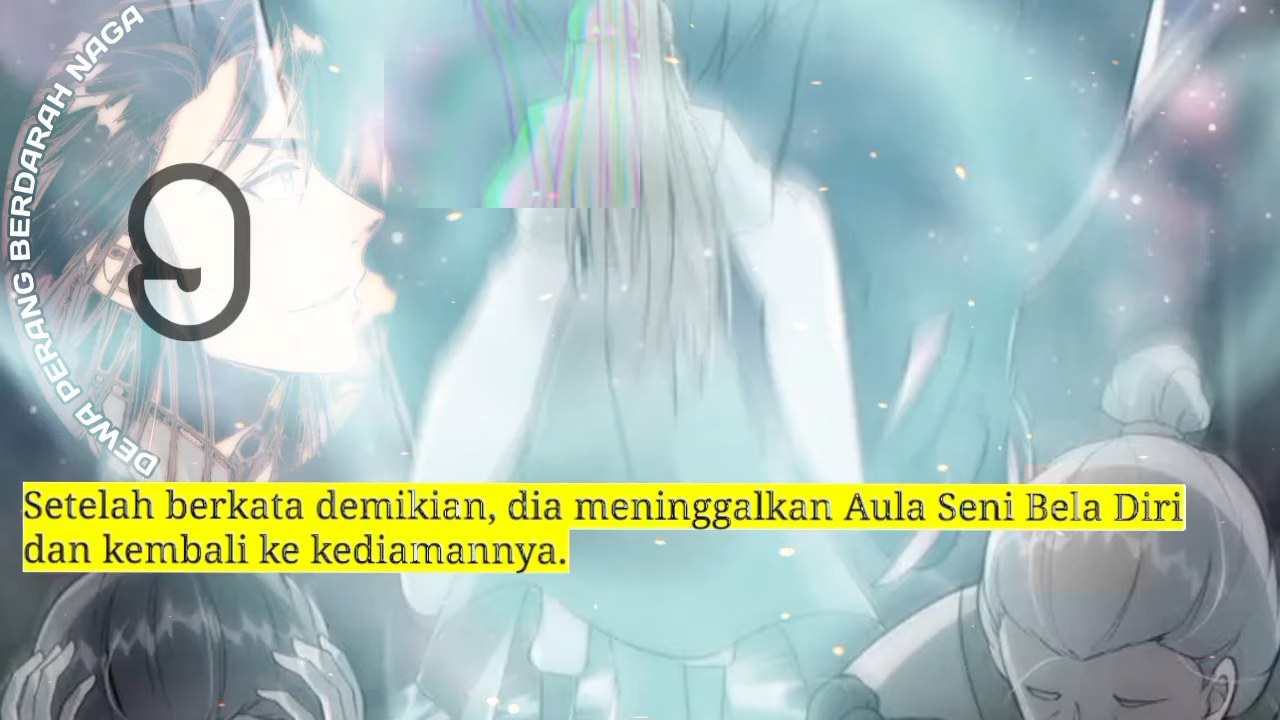 DEWA PERANG BERDARAH NAGA
Setelah berkata demikian, dia meninggalkan Aula Seni Bela Diri
dan kembali ke kediamannya.